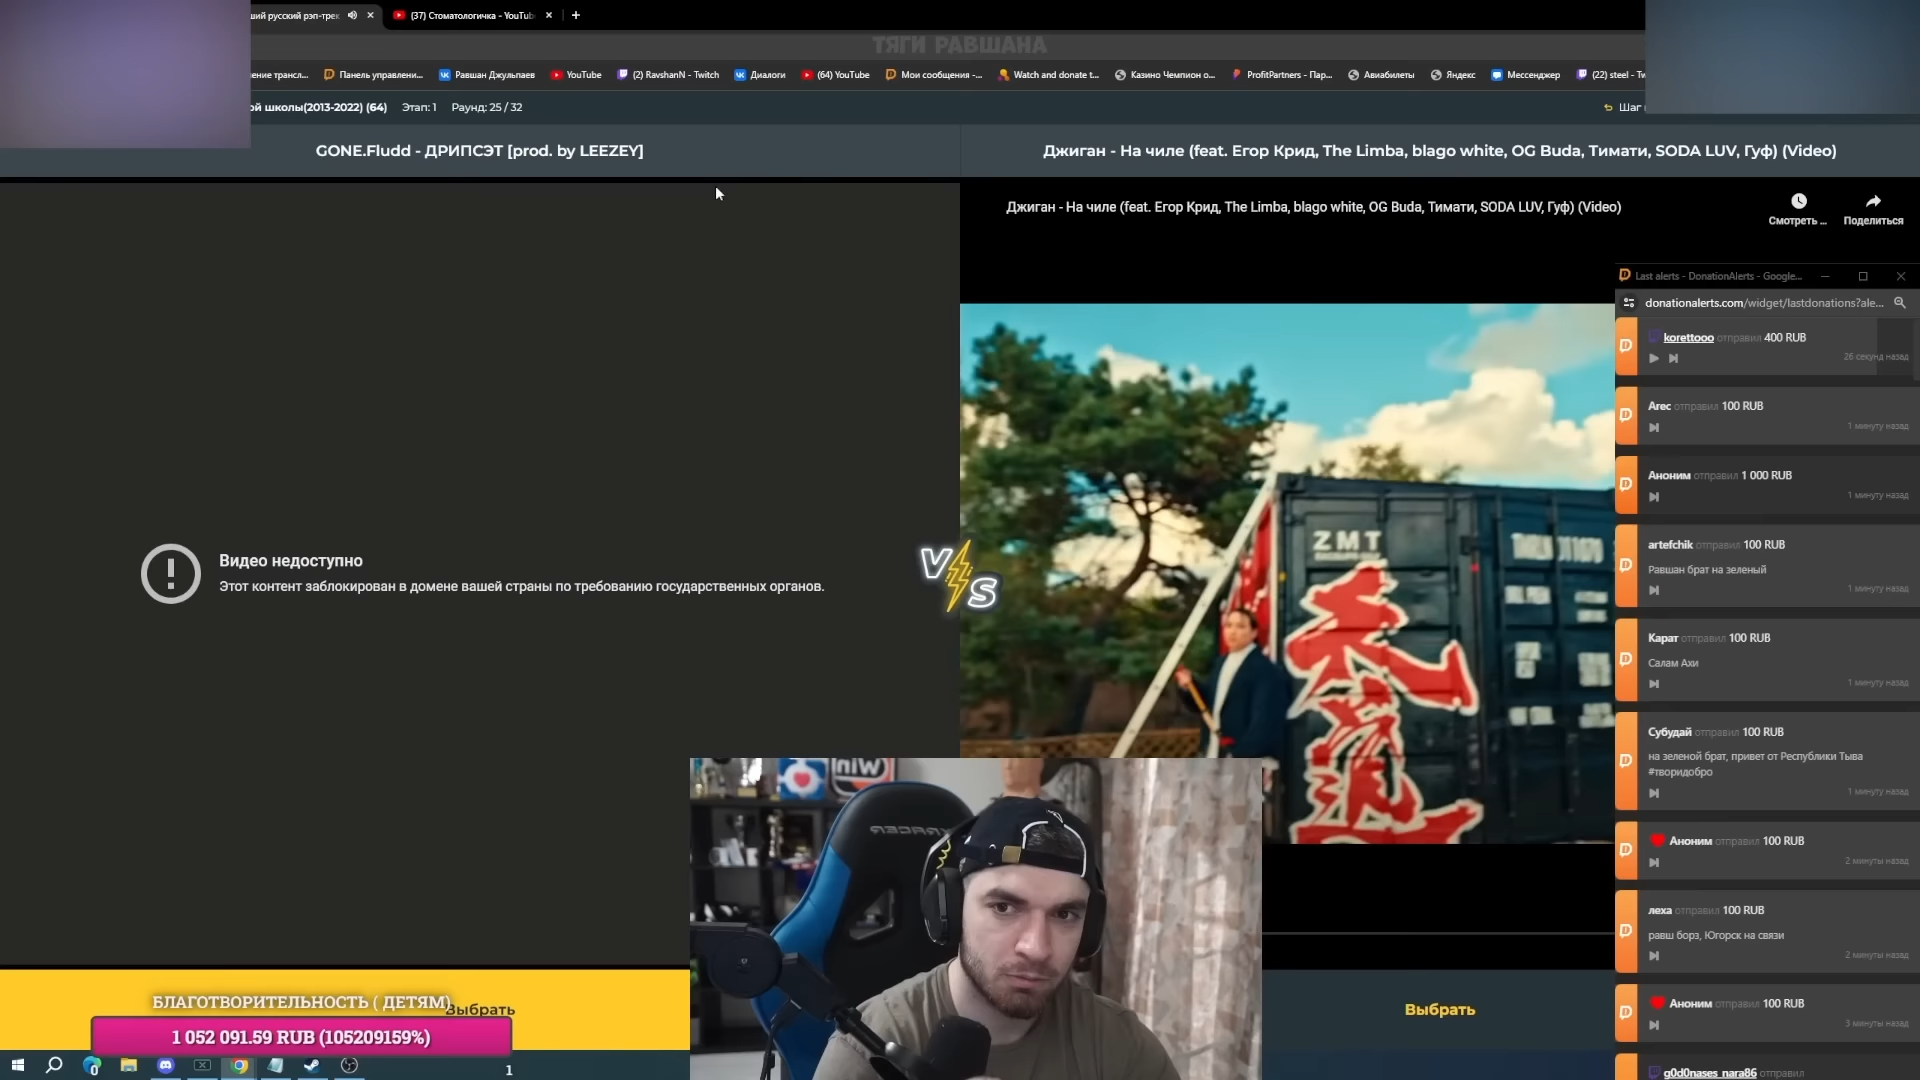 ший русский рэп-трек
(37) Стоматологичка - YouTub
ТЯГИ РАВШАНА
ение трансл...
Панель управлени...
Равшан Джульпаев
YouTube
(2) RavshanN - Twitch
Диалоги
(64) YouTube
Мои сообщения -...
Watch and donate t...
Казино Чемпион о...
ProfitPartners - Пар...
Авиабилеты
Яндекс
Мессенджер
(22) steel - Tw
ой школы(2013-2022) (64)
Этап: 1
Раунд: 25 / 32
Шаг
GONE.Fludd - ДРИПСЭТ [prod. by LEEZEY]
Джиган - На чиле (feat. Егор Крид, The Limba, blago white, OG Buda, Тимати, SODA LUV, Гуф) (Video)
Джиган - На чиле (feat. Егор Крид, The Limba, blago white, OG Buda, Тимати, SODA LUV, Гуф) (Video)
Смотреть ...
Поделиться
Last alerts - DonationAlerts - Google...
donationalerts.com/widget/lastdonations?ale...
korettooo отправил 400 RUB
26 секунд назад
Агес отправил 100 RUB
1 минуту назад
Аноним отправил 1 000 RUB
1 минуту назад
artefchik отправил 100 RUB
Равшан брат на зеленый
1 минуту назад
Карат отправил 100 RUB
Салам Ахи
1 минуту назад
Субудай отправил 100 RUB
на зеленой брат, привет от Республики Тыва
#творидобро
1 минуту назад
Аноним отправил 100 RUB
2 минуты назад
леха отправил 100 RUB
равш борз, Югорск на связи
2 минуты назад
Аноним отправил 100 RUB
3 минуты назад
g0d0nases_nara86 отправил
Видео недоступно
Этот контент заблокирован в домене вашей страны по требованию государственных органов.
VS
ZMT
Win
XRACER
БЛАГОТВОРИТЕЛЬНОСТЬ ( ДЕТЯМ)
Выбрать
1 052 091.59 RUB (105209159%)
Выбрать
1